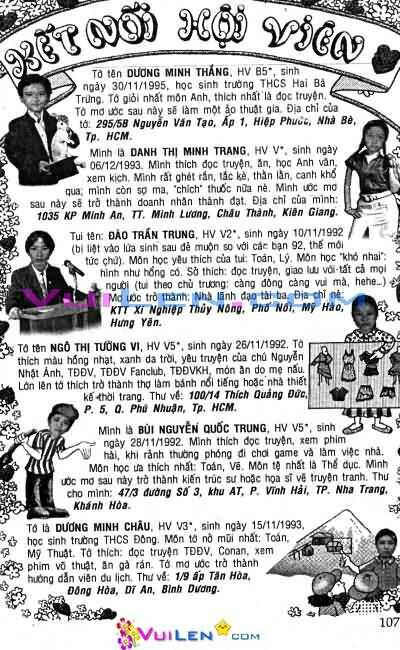 KẾT NỐI HỘI VIÊN
Tớ tên DƯƠNG MINH THẮNG, HV B5*, sinh
ngày 30/11/1995, học sinh trường THCS Hai Bà
Trưng. Tớ giỏi nhất môn Anh, thích nhất là đọc truyện.
Tớ mơ ước sau này sẽ làm một ảo thuật gia. Địa chỉ của
tớ: 295/5B Nguyễn Văn Tạo, Ấp 1, Hiệp Phước, Nhà Bè,
Tp. HCM.
Mình là DANH THỊ MINH TRANG, HV V*, sinh ngày
06/12/1993. Mình thích đọc truyện, ăn, học Anh văn,
xem kịch. Mình rất ghét rắn, tắc kè, thằn lằn, canh khổ
qua; mình còn sợ ma, "chích" thuốc nữa nè. Mình ước mơ
sau này sẽ trở thành doanh nhân thành đạt. Địa chỉ của mình:
1035 KP Minh An, TT. Minh Lương, Châu Thành, Kiên Giang.
Tui tên: ĐÀO TRẦN TRUNG, HV V2*, sinh ngày 10/11/1992
(bị liệt vào lứa sinh sau đẻ muộn so với các bạn 92, thế mới
tức chứ). Môn học yêu thích của tui: Toán, Lý. Môn học "khó nhai":
hình như hổng có. Sở thích: đọc truyện, giao lưu với tất cả mọi
người (tui theo chủ trương: càng đông càng vui mà, hehe...)
Mơ ước trở thành: Nhà lãnh đạo tài ba. Địa chỉ nè:
KTT Xí Nghiệp Thủy Nông, Phố Nối, Mỹ Hào,
Hưng Yên.
VuiLen.com
Tớ tên NGÔ THỊ TƯỜNG VI, HV V5*, sinh ngày 26/11/1992. Tớ
thích màu hồng nhạt, xanh da trời, yêu truyện của chú Nguyễn
Nhật Ánh, TĐĐV, TĐĐV Fanclub, TĐĐVKH, món ăn do mẹ nấu.
Lớn lên tớ thích trở thành thợ làm bánh nổi tiếng hoặc nhà thiết
kế thời trang. Thư về: 100/14 Thích Quảng Đức,
P. 5, Q. Phú Nhuận, Tp. HCM.
Mình là BÙI NGUYỄN QUỐC TRUNG, HV V5*, sinh
ngày 28/11/1992. Mình thích đọc truyện, xem phim
hài, khi rảnh thường phóng đi chơi game và làm việc nhà.
Môn học ưa thích nhất: Toán, Vẽ. Môn tệ nhất là Thể dục. Mình
ước mơ sau này trở thành kiến trúc sư hoặc họa sĩ vẽ truyện tranh. Thư
cho mình: 47/3 đường Số 3, khu AT, P. Vĩnh Hải, TP. Nha Trang,
Khánh Hòa.
Tớ là DƯƠNG MINH CHÂU, HV V3*, sinh ngày 15/11/1993,
học sinh trường THCS Đông. Môn tớ nở mũi nhất: Toán,
Mỹ Thuật. Tớ thích: đọc truyện TĐĐV, Conan, xem
phim võ thuật, ăn gà rán. Tớ mơ ước trở thành
hướng dẫn viên du lịch. Thư về: 1/9 ấp Tân Hòa,
Đông Hòa, Dĩ An, Bình Dương.
107
VuiLen.com